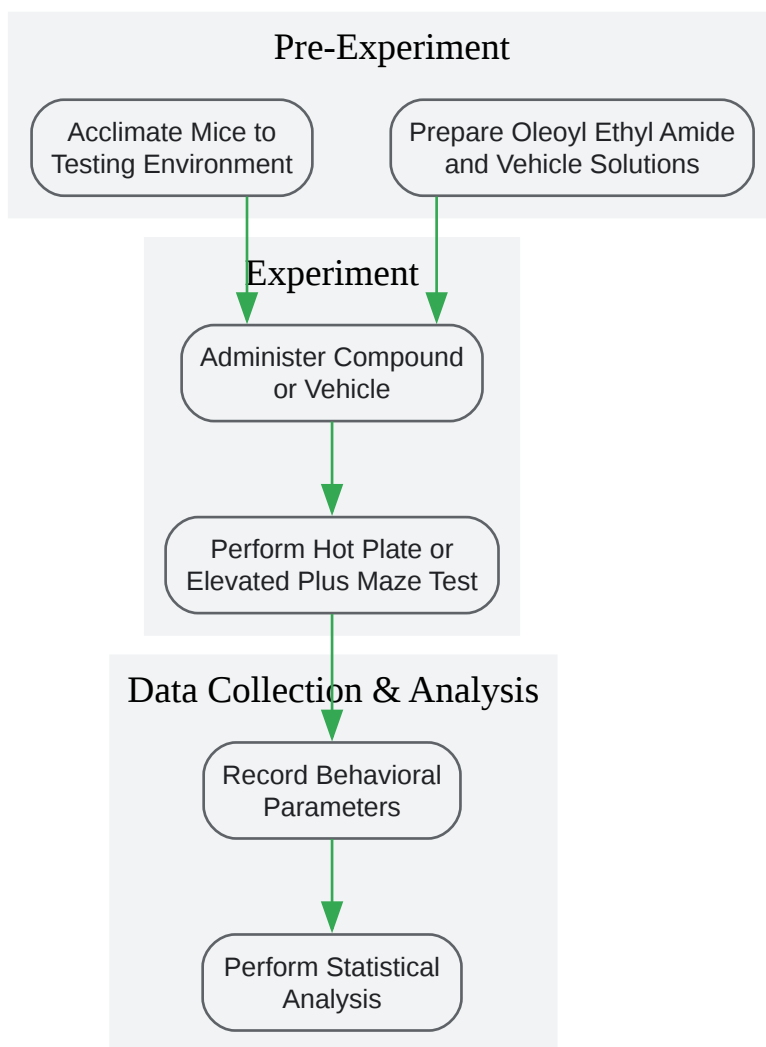 Pre-Experiment
Acclimate Mice to
Testing Environment
Prepare Oleoyl Ethyl Amide
and Vehicle Solutions
Experiment
Administer Compound
or Vehicle
Perform Hot Plate or
Elevated Plus Maze Test
Data Collection & Analysis
Record Behavioral
Parameters
Perform Statistical
Analysis